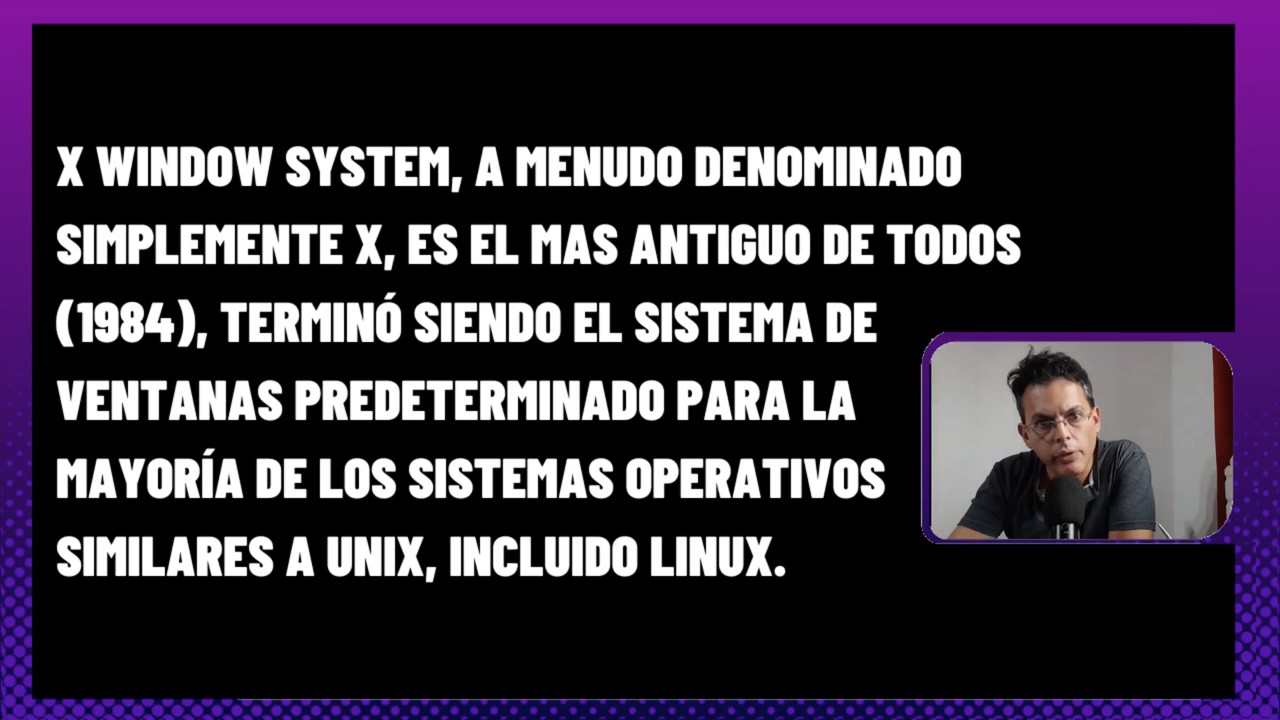 X WINDOW SYSTEM, A MENUDO DENOMINADO
SIMPLEMENTE X, ES EL MAS ANTIGUO DE TODOS
(1984), TERMINÓ SIENDO EL SISTEMA DE
VENTANAS PREDETERMINADO PARA LA
MAYORÍA DE LOS SISTEMAS OPERATIVOS
SIMILARES A UNIX, INCLUIDO LINUX.